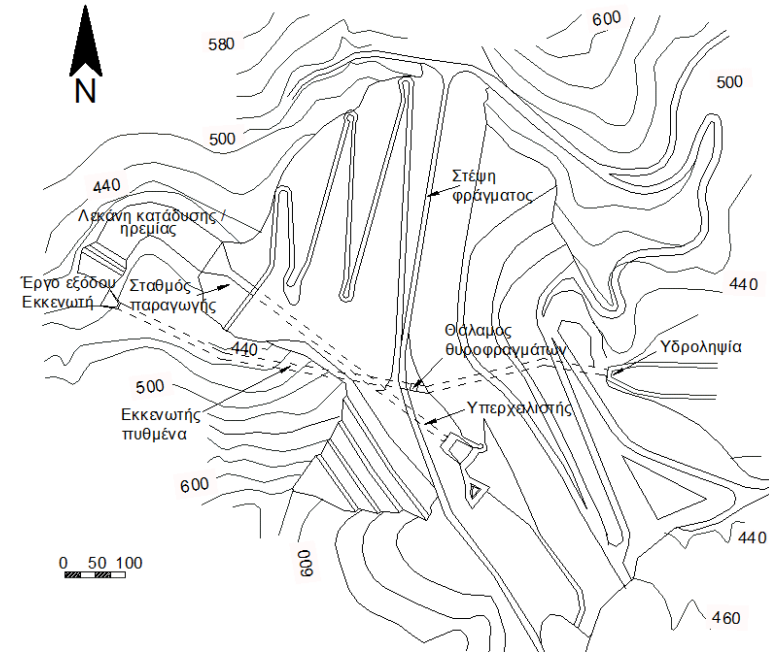 600
580
N
500
500
Στέψη
φράγματος
440
Λεκάνη κατάδυσης /
ηρεμίας
Έργο εξόδου
Εκκενωτή
Σταθμός
παραγωγής
440
Θάλαμος
θυροφραγμάτων
Υδροληψία
440
500
Εκκενωτής
πυθμένα
Υπερχειλιστής
600
600
440
0 50 100
460